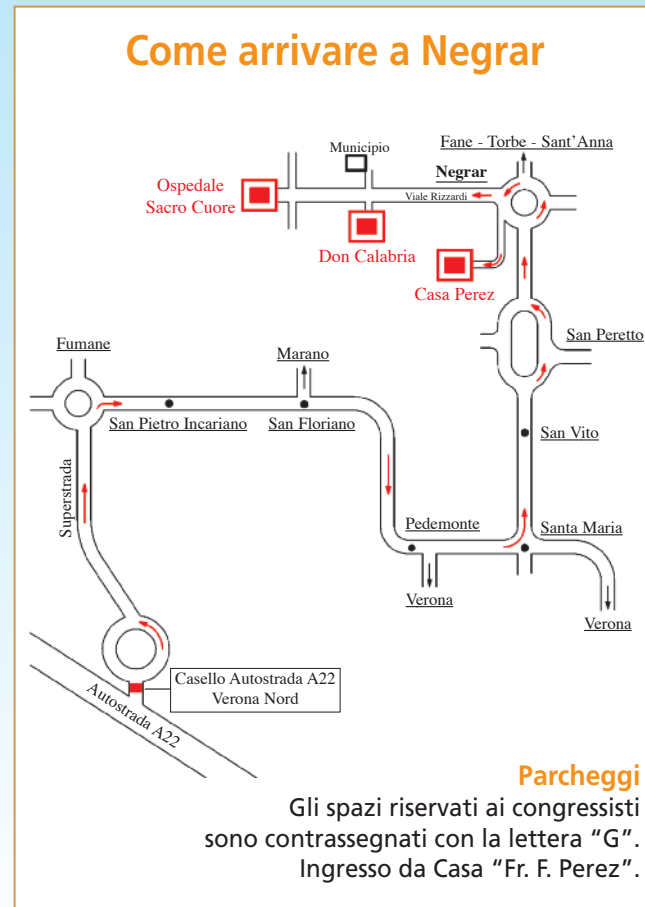 Come arrivare a Negrar
Fane - Torbe - Sant'Anna
Municipio
Negrar
Ospedale
Sacro Cuore
Viale Rizzardi
Don Calabria
Casa Perez
San Peretto
Fumane
Marano
San Pietro Incariano
San Floriano
San Vito
Superstrada
Pedemonte
Santa Maria
Verona
Verona
Casello Autostrada A22
Verona Nord
Autostrada A22
Parcheggi
Gli spazi riservati ai congressisti
sono contrassegnati con la lettera “G”.
Ingresso da Casa “Fr. F. Perez”.